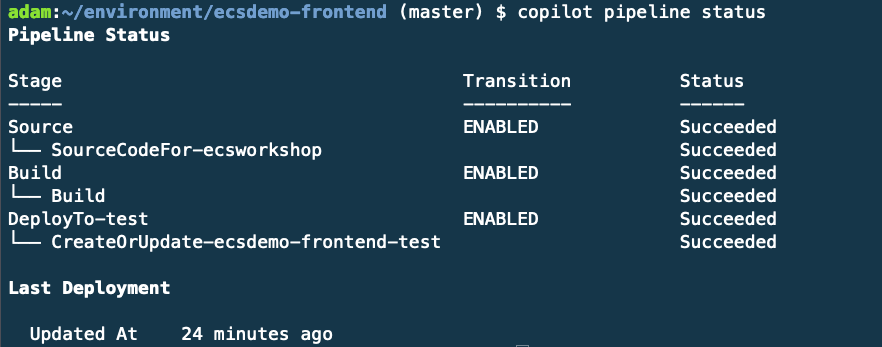 adam:~/environment/ecsdemo-frontend (master) $ copilot pipeline status
Pipeline Status
Stage Transition Status
----- ---------- ------
Source ENABLED Succeeded
└── SourceCodeFor-ecsworkshop Succeeded
Build ENABLED Succeeded
└── Build Succeeded
DeployTo-test ENABLED Succeeded
└── CreateOrUpdate-ecsdemo-frontend-test Succeeded
Last Deployment
Updated At 24 minutes ago